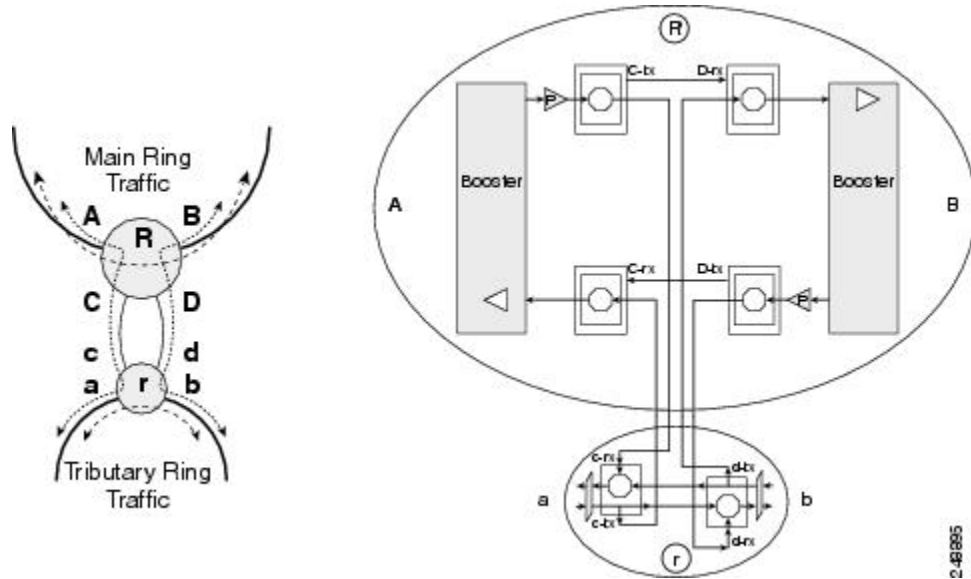 Main Ring
Traffic
A B
R
C D
c d
a r b
Tributary Ring
Traffic
R
C-tx D-rx
P
Booster Booster
A B
C-rx D-tx
P
c-rx d-tx
a b
c-tx d-rx
r
248895